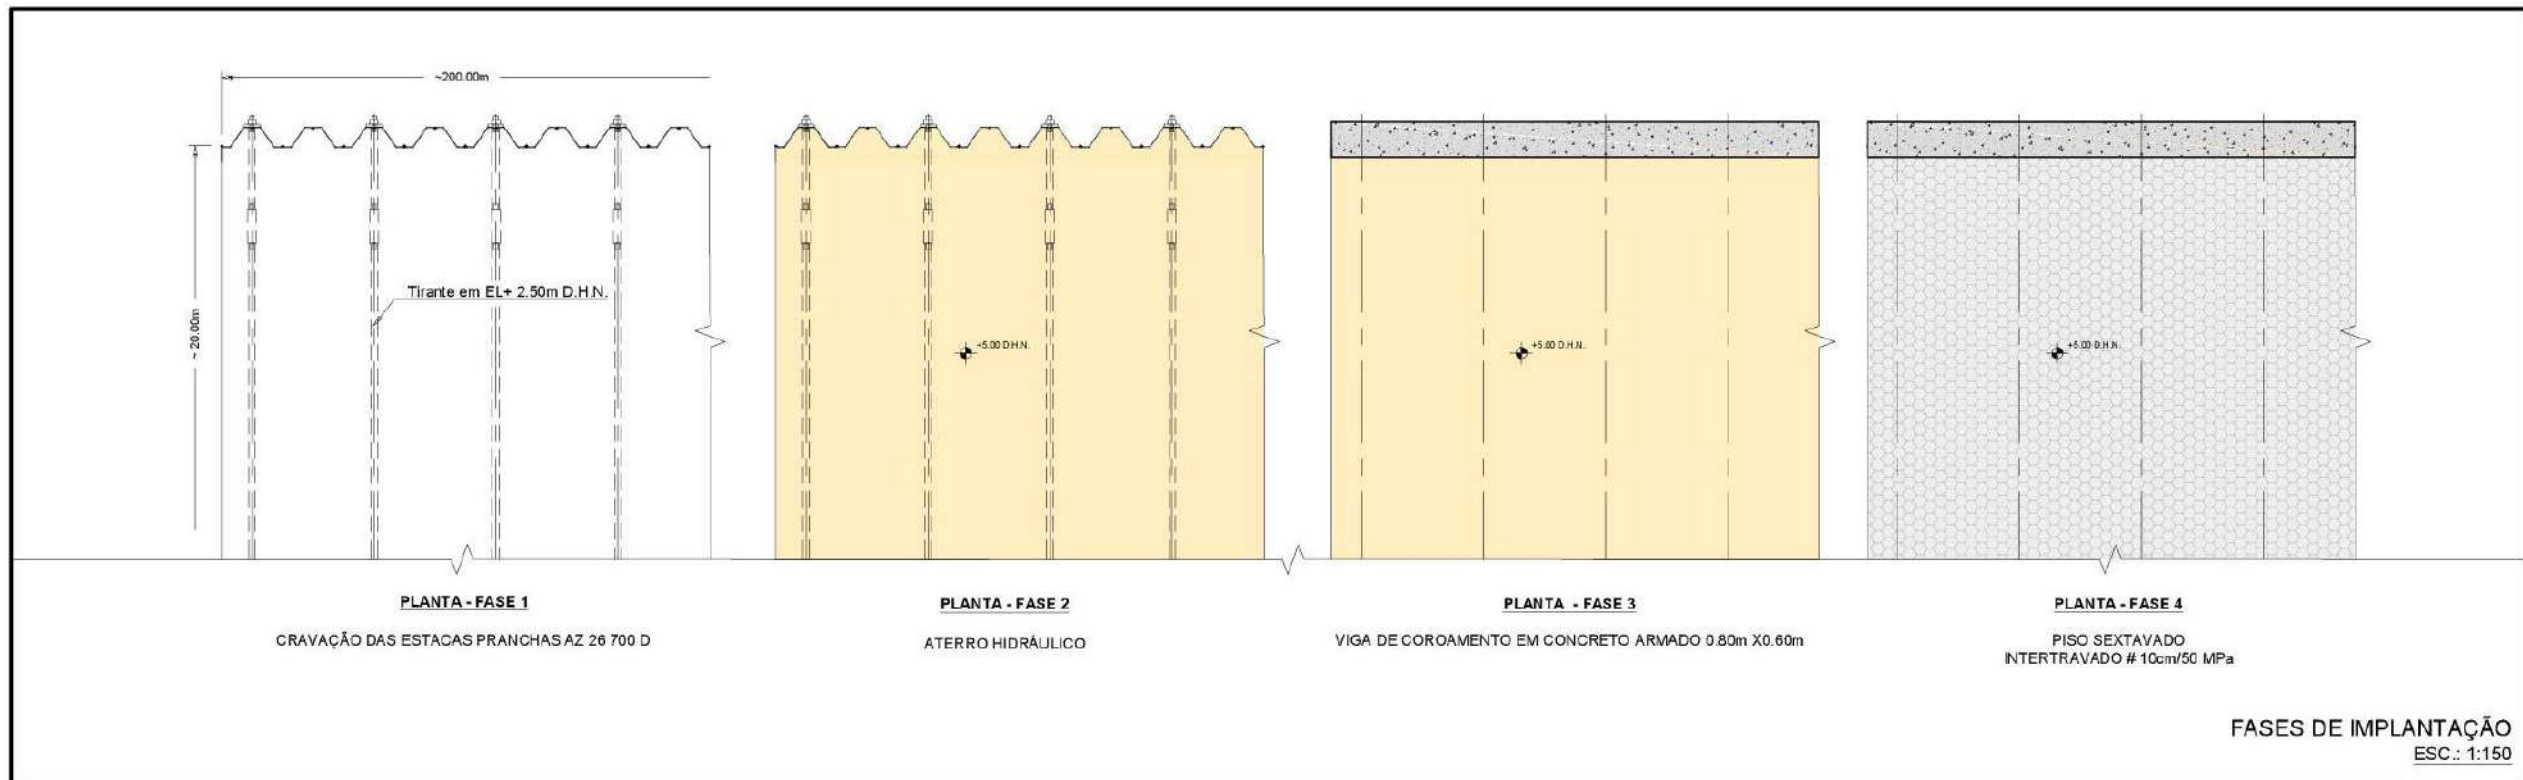 ~200.00m
~ 20.00m
Tirante em EL+ 2.50m D.H.N.
+5.00 D.H.N.
+5.00 D.H.N.
+5.00 D.H.N.
PLANTA - FASE 1
CRAVAÇÃO DAS ESTACAS PRANCHAS AZ 26 700 D
PLANTA - FASE 2
ATERRO HIDRÁULICO
PLANTA - FASE 3
VIGA DE COROAMENTO EM CONCRETO ARMADO 0.80m X0.60m
PLANTA - FASE 4
PISO SEXTAVADO
INTERTRAVADO # 10cm/50 MPa
FASES DE IMPLANTAÇÃO
ESC.: 1:150